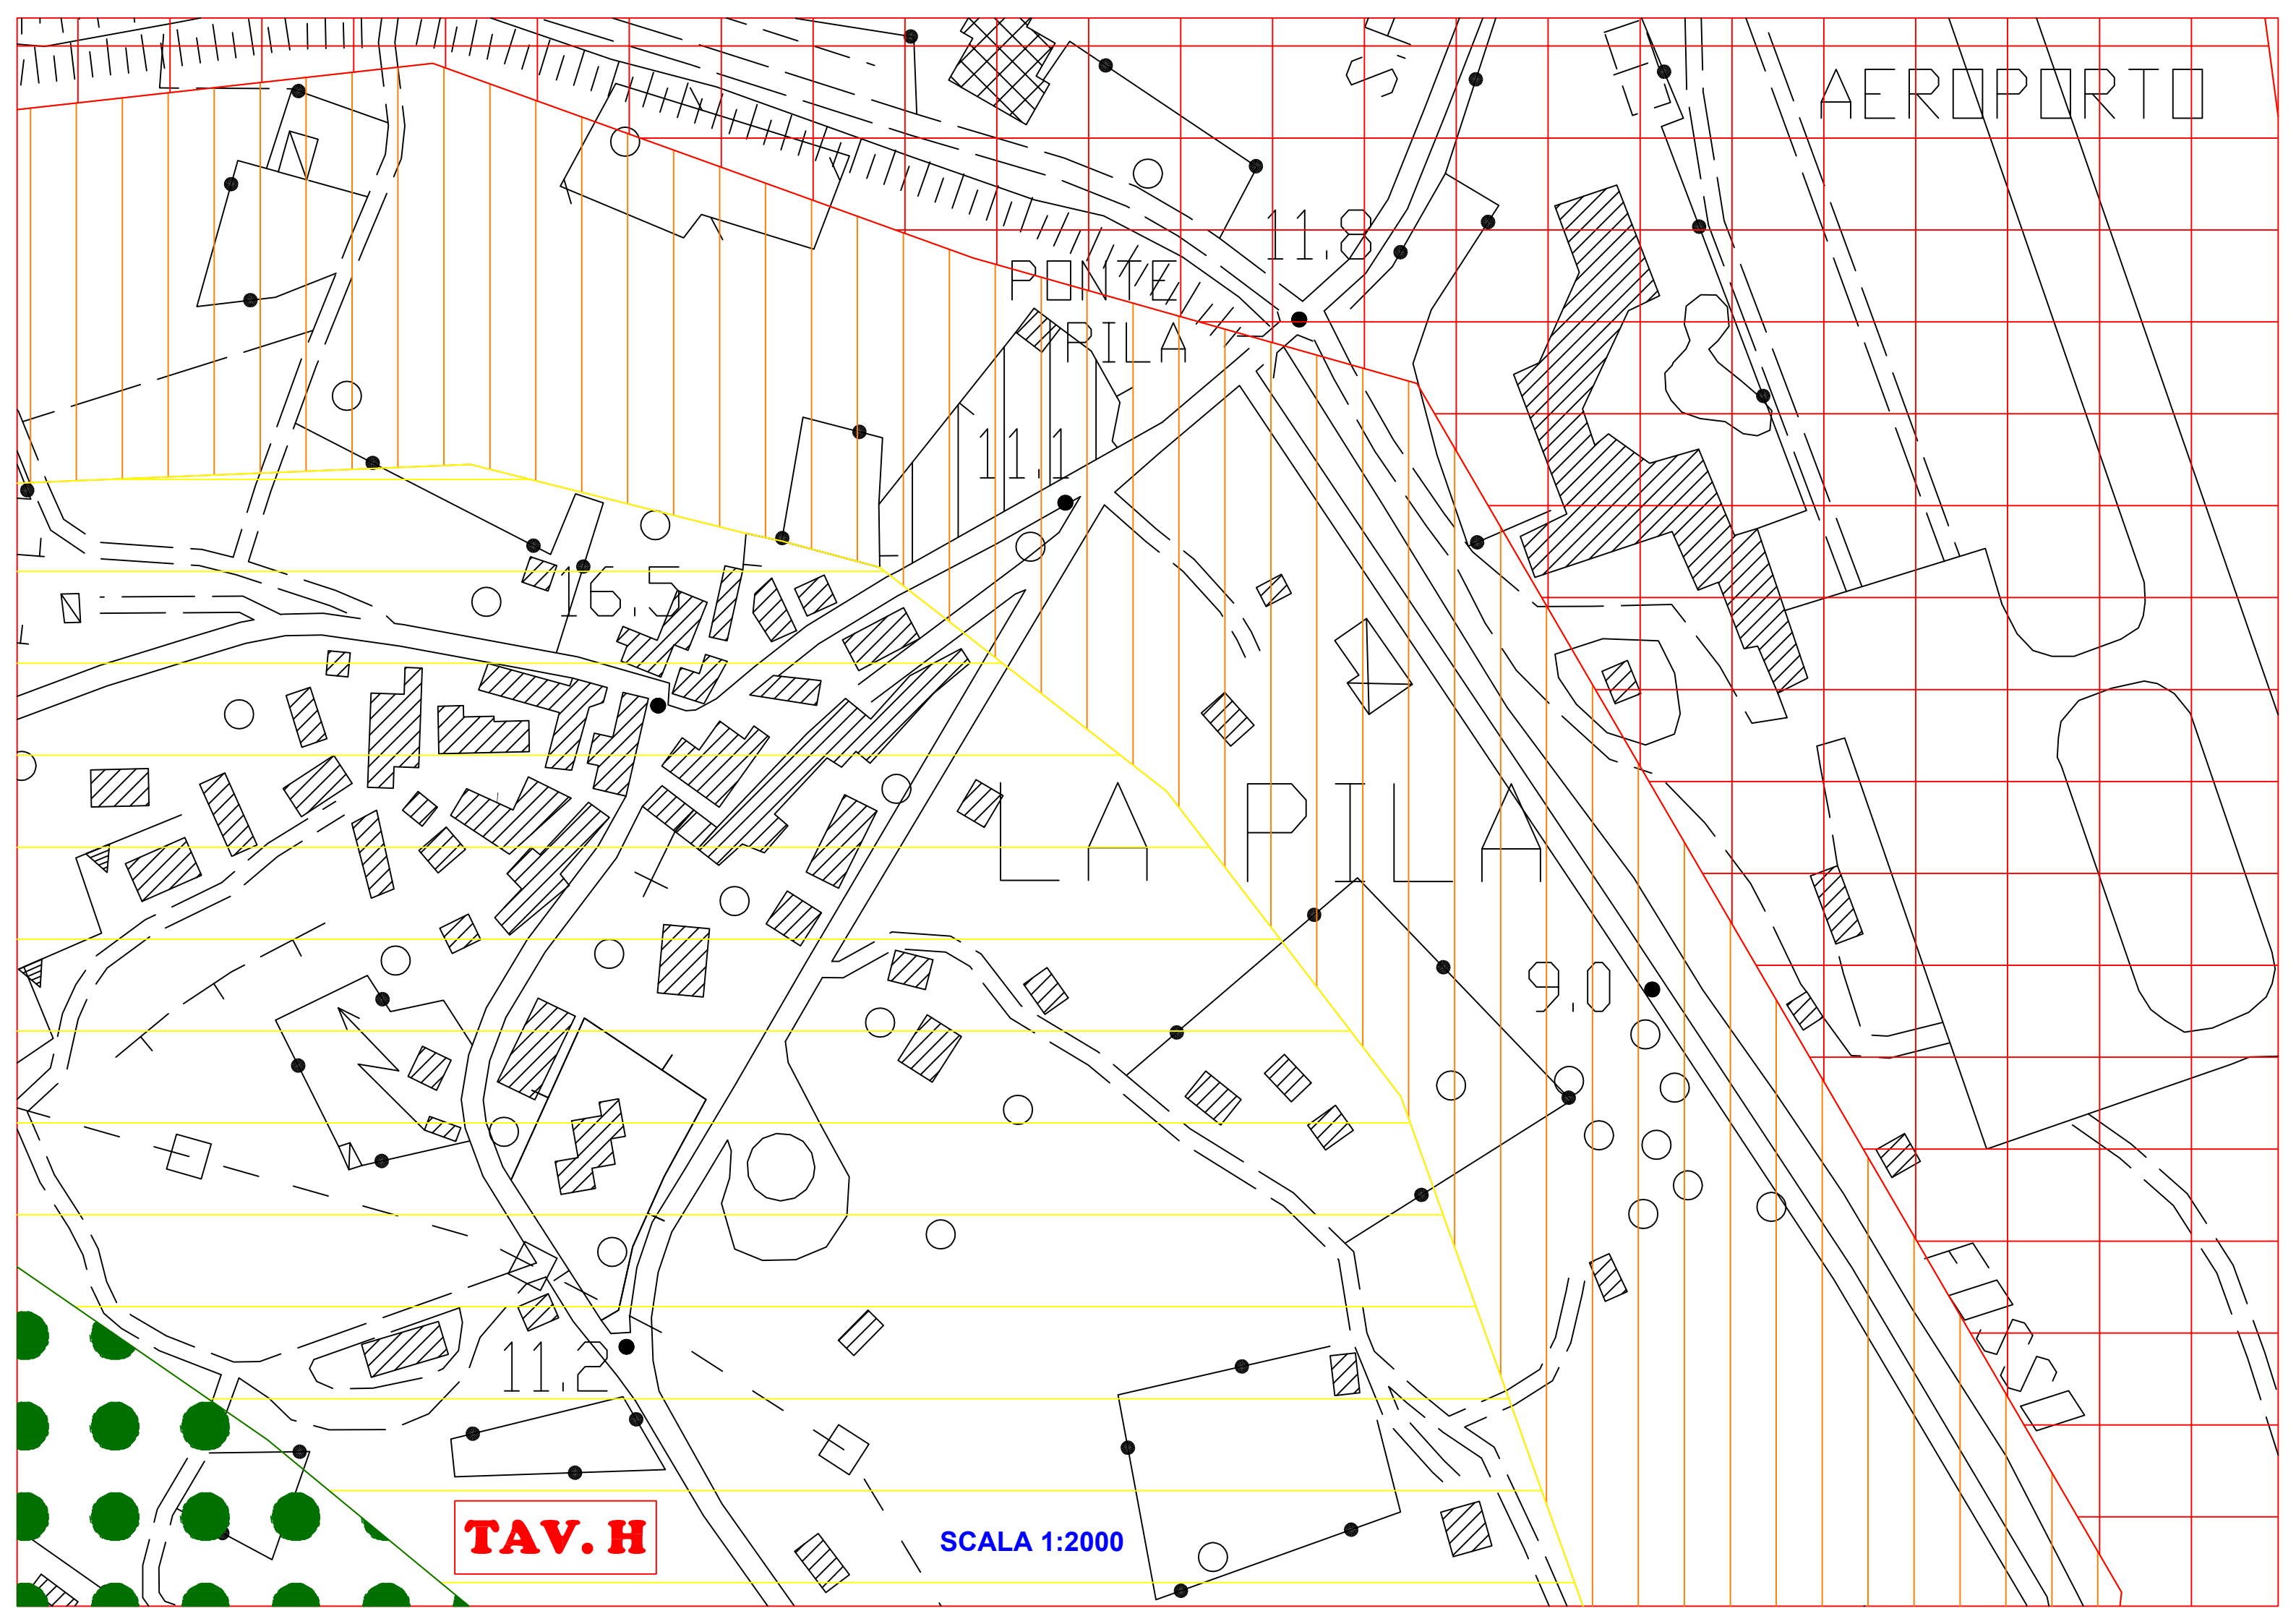 AEROPORTO
11,8
PONTE
PILA
11,1
16,5
LA PILA
9,0
11,2
TAV. H
SCALA 1:2000